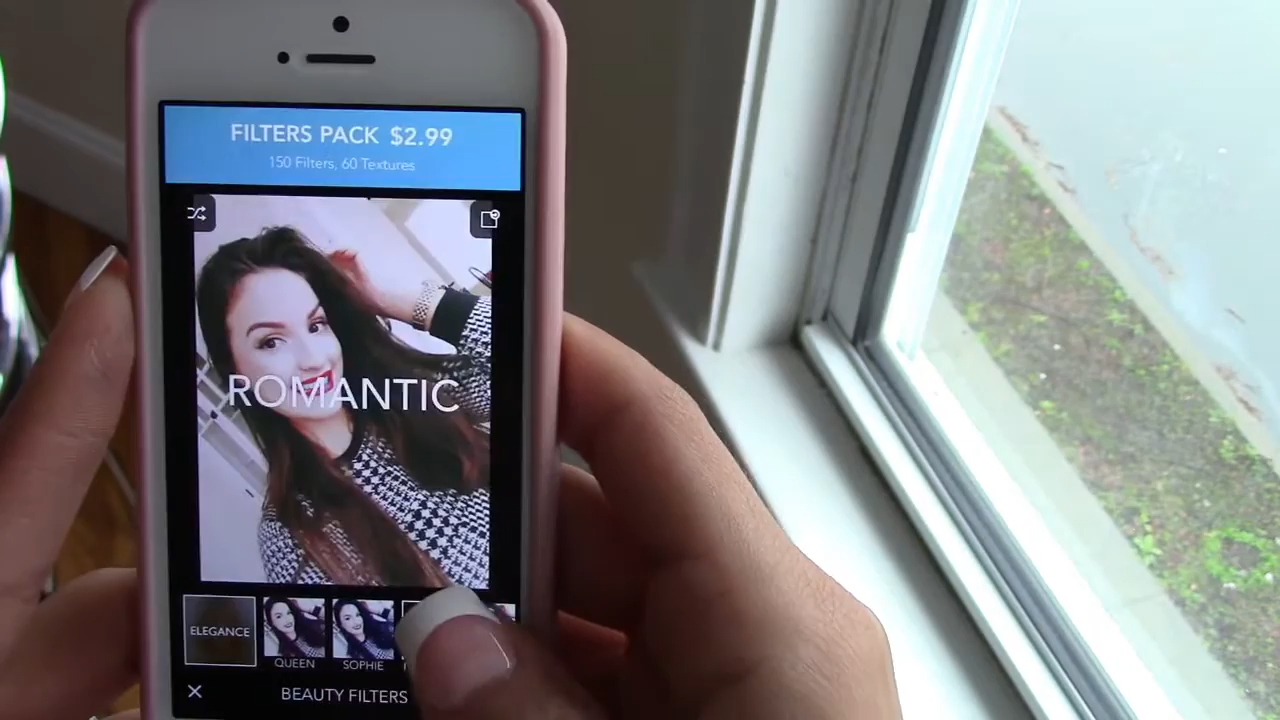 FILTERS PACK $2.99
150 Filters, 60 Textures
ROMANTIC
ELEGANCE
QUEEN
SOPHIE
BEAUTY FILTERS